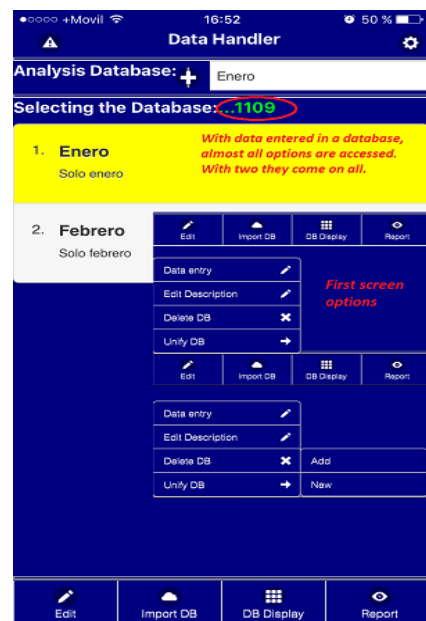 +Movil 16:52 50 %
Data Handler
Analysis Database: + Enero
Selecting the Database:...1109
With data entered in a database,
1. Enero almost all options are accessed.
Solo enero With two they come on all.
2. Febrero
Solo febrero
Edit Import DB DB Display Report
Data entry
Edit Description
Delete DB
Unify DB
First screen
options
Edit Import DB DB Display Report
Data entry
Edit Description
Delete DB Add
Unify DB New
Edit Import DB DB Display Report